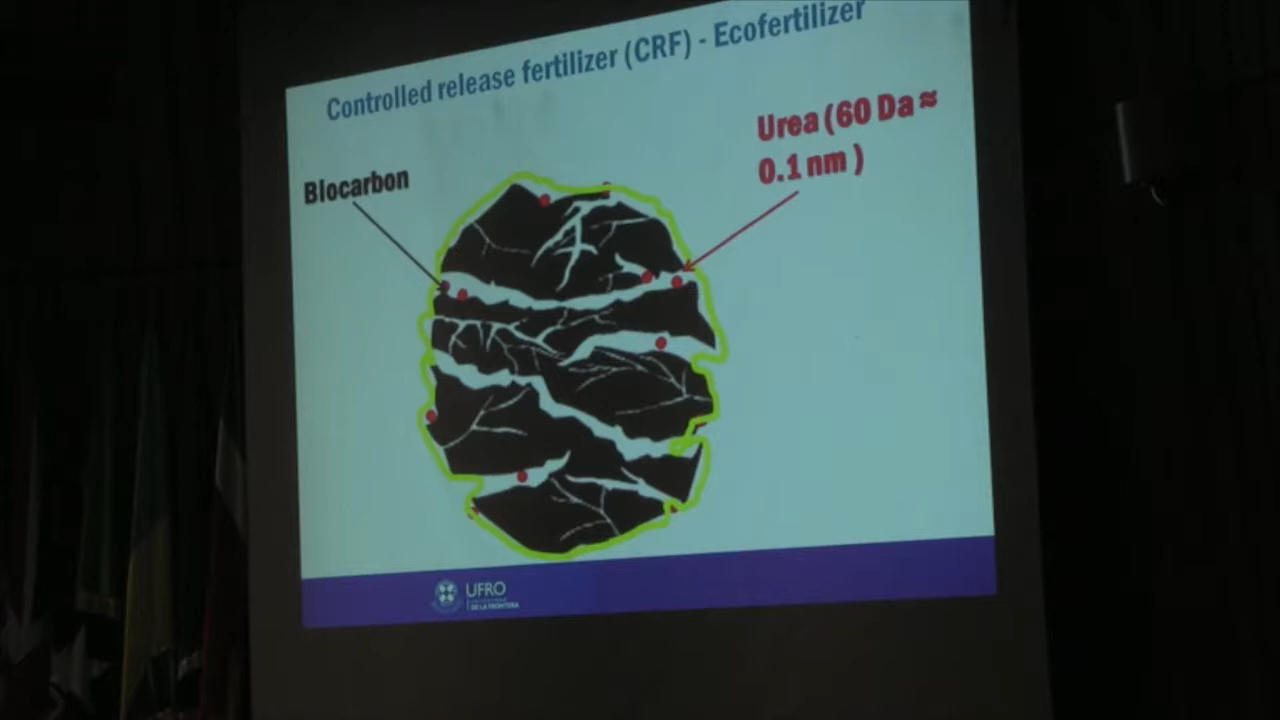 Controlled release fertilizer (CRF) - Ecofertilizer
Biocarbon
Urea (60 Da ≈
0.1 nm )
UFRO
UNIVERSIDAD
DE LA FRONTERA